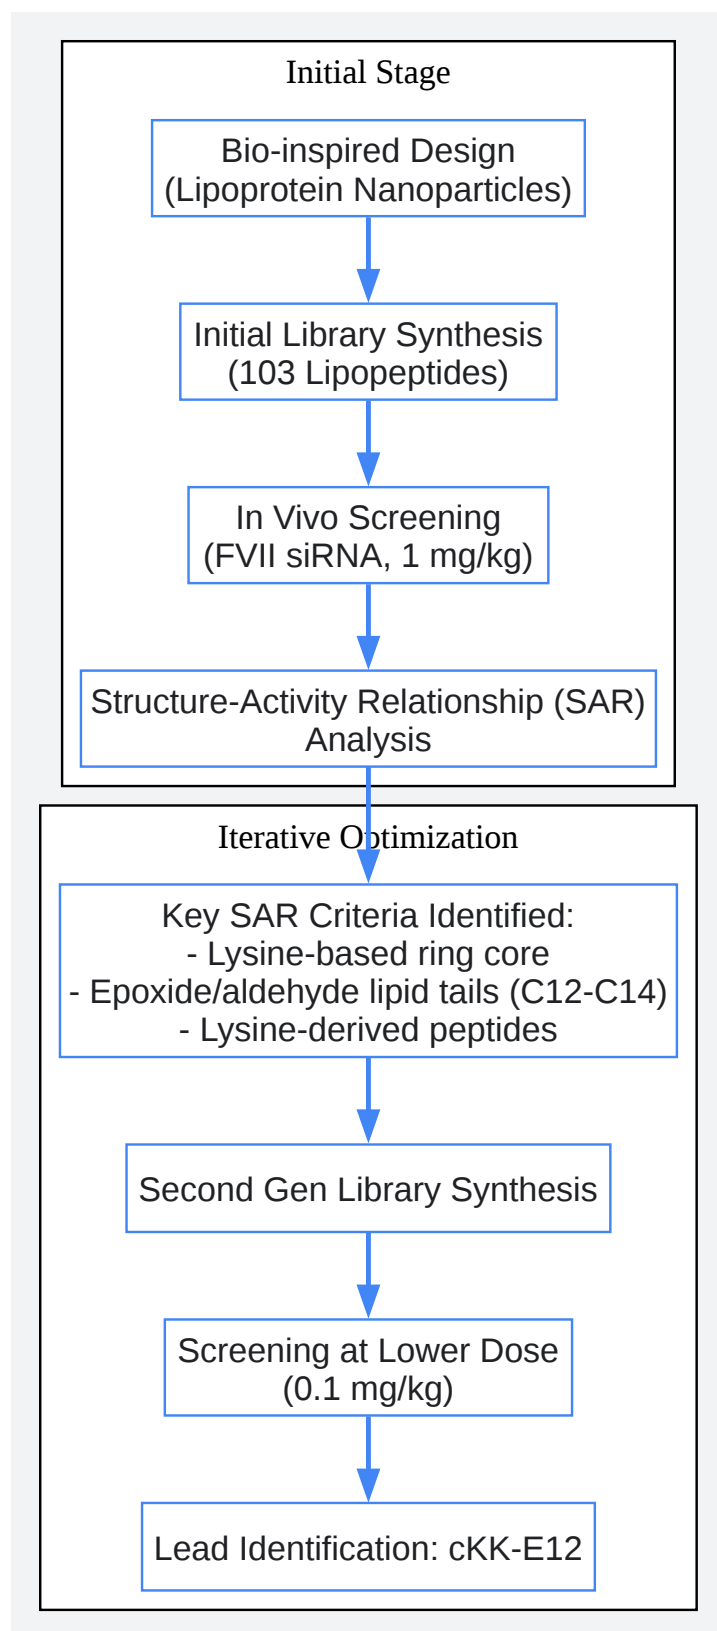 Initial Stage
Bio-inspired Design
(Lipoprotein Nanoparticles)
Initial Library Synthesis
(103 Lipopeptides)
In Vivo Screening
(FVII siRNA, 1 mg/kg)
Structure-Activity Relationship (SAR)
Analysis
Iterative Optimization
Key SAR Criteria Identified:
- Lysine-based ring core
- Epoxide/aldehyde lipid tails (C12-C14)
- Lysine-derived peptides
Second Gen Library Synthesis
Screening at Lower Dose
(0.1 mg/kg)
Lead Identification: cKK-E12